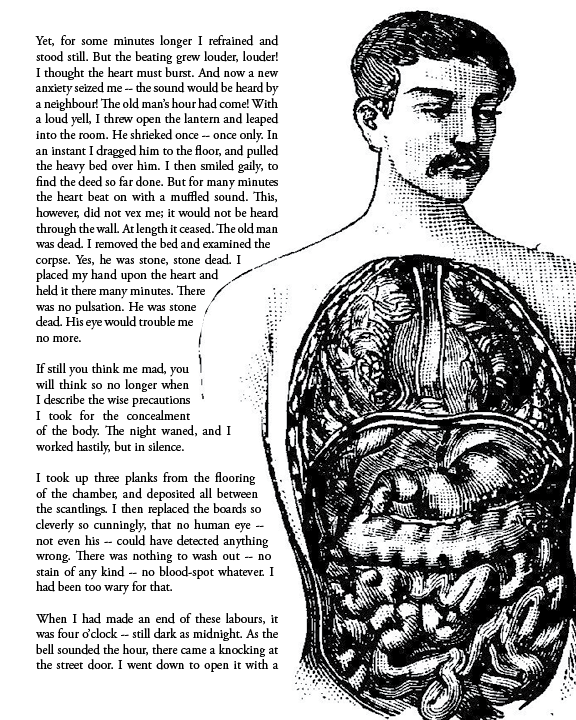 Yet, for some minutes longer I refrained and
stood still. But the beating grew louder, louder!
I thought the heart must burst. And now a new
anxiety seized me -- the sound would be heard by
a neighbour! The old man's hour had come! With
a loud yell, I threw open the lantern and leaped
into the room. He shrieked once -- once only. In
an instant I dragged him to the floor, and pulled
the heavy bed over him. I then smiled gaily, to
find the deed so far done. But for many minutes
the heart beat on with a muffled sound. This,
however, did not vex me; it would not be heard
through the wall. At length it ceased. The old man
was dead. I removed the bed and examined the
corpse. Yes, he was stone, stone dead. I
placed my hand upon the heart and
held it there many minutes. There
was no pulsation. He was stone
dead. His eye would trouble me
no more.
If still you think me mad, you
will think so no longer when
I describe the wise precautions
I took for the concealment
of the body. The night waned, and I
worked hastily, but in silence.
I took up three planks from the flooring
of the chamber, and deposited all between
the scantlings. I then replaced the boards so
cleverly so cunningly, that no human eye --
not even his -- could have detected anything
wrong. There was nothing to wash out -- no
stain of any kind -- no blood-spot whatever. I
had been too wary for that.
When I had made an end of these labours, it
was four o'clock -- still dark as midnight. As the
bell sounded the hour, there came a knocking at
the street door. I went down to open it with a